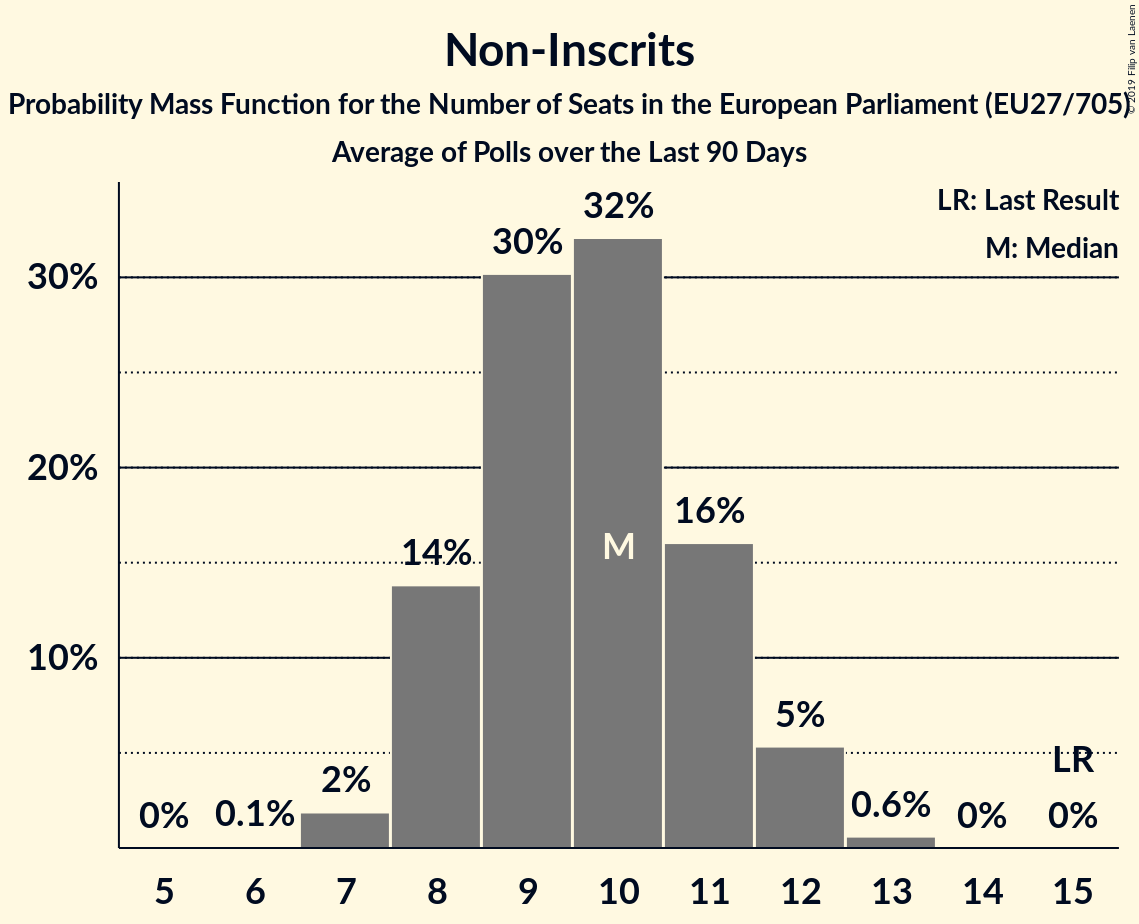 Non-Inscrits
Probability Mass Function for the Number of Seats in the European Parliament (EU27/705)
Average of Polls over the Last 90 Days
© 2019 Filip van Laenen
LR: Last Result
M: Median
32%
30%
30%
20%
16%
M
14%
10%
5%
LR
2%
0% 0.1% 0.6% 0% 0%
5 6 7 8 9 10 11 12 13 14 15